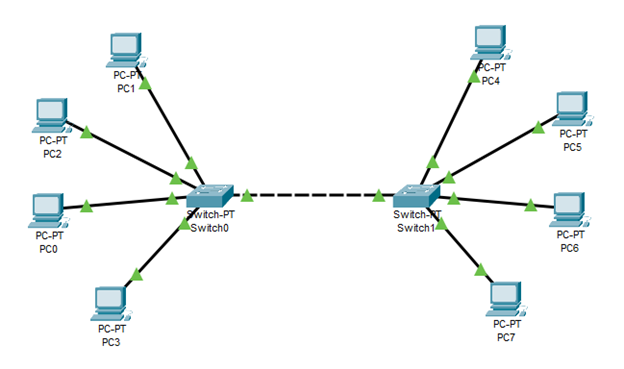 PC-PT
PC1
PC-PT
PC4
PC-PT
PC2
PC-PT
PC5
Switch-PT
Switch0
Switch-PT
Switch1
PC-PT
PC0
PC-PT
PC6
PC-PT
PC3
PC-PT
PC7